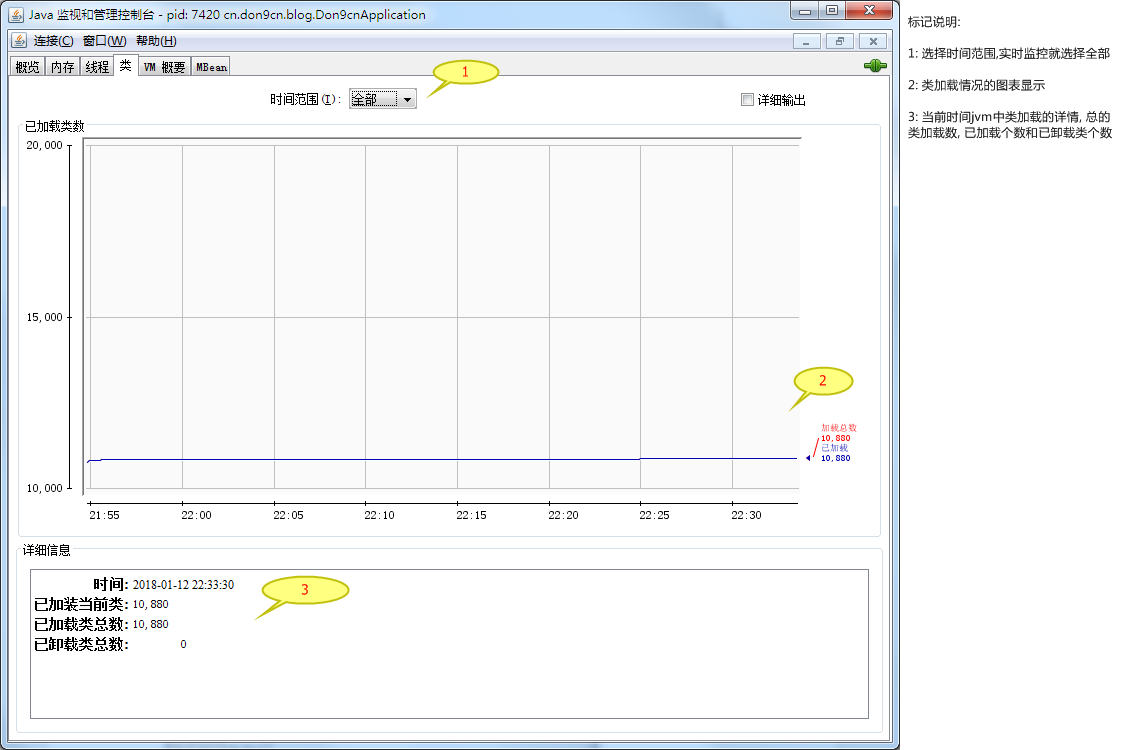 Java 监视和管理控制台 - pid: 7420 cn.don9cn.blog.Don9cnApplication
连接(C) 窗口(W) 帮助(H)
概览 内存 线程 类 VM 概要 MBean
1
时间范围(I): 全部 详细输出
已加载类数
20,000
15,000
10,000
2
加载总数
10,880
已加载
10,880
21:55 22:00 22:05 22:10 22:15 22:20 22:25 22:30
详细信息
时间: 2018-01-12 22:33:30
已加装当前类: 10,880
已加载类总数: 10,880
已卸载类总数: 0
3
标记说明:
1: 选择时间范围,实时监控就选择全部
2: 类加载情况的图表显示
3: 当前时间jvm中类加载的详情, 总的
类加载数, 已加载个数和已卸载类个数